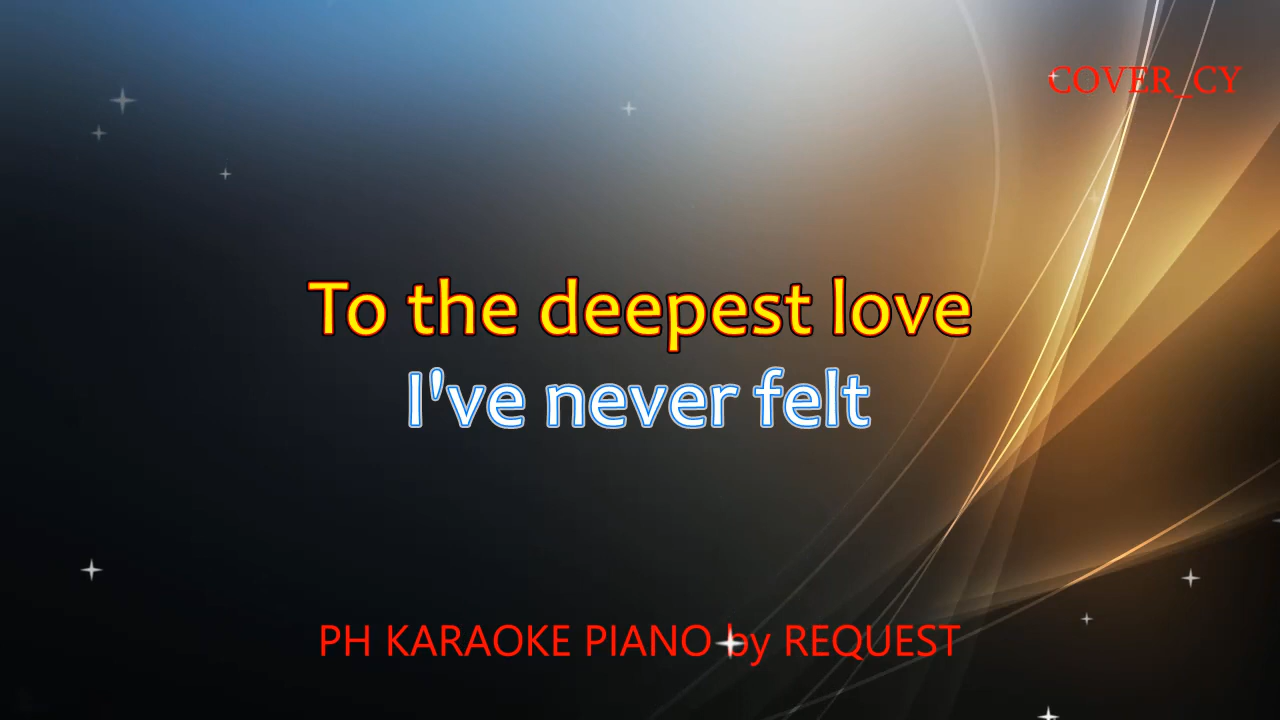 COVER_CY
To the deepest love
I've never felt
PH KARAOKE PIANO by REQUEST